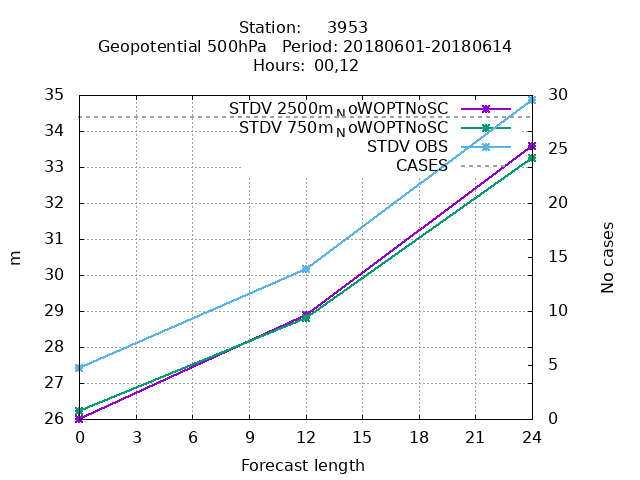 Station: 3953
Geopotential 500hPa Period: 20180601-20180614
Hours: 00,12
STDV 2500m_NoWOPTNoSC
STDV 750m_NoWOPTNoSC
STDV OBS
CASES
35
34
33
32
31
30
29
28
27
26
m
30
25
20
15
10
5
0
No cases
0 3 6 9 12 15 18 21 24
Forecast length